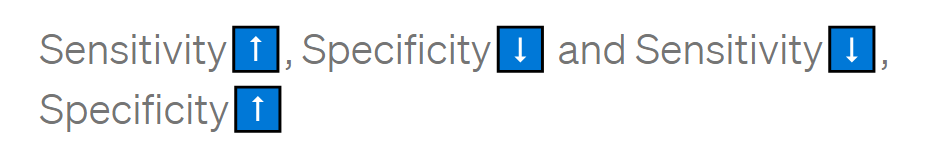 Sensitivity⬆️, Specificity⬇️ and Sensitivity⬇️,
Specificity⬆️